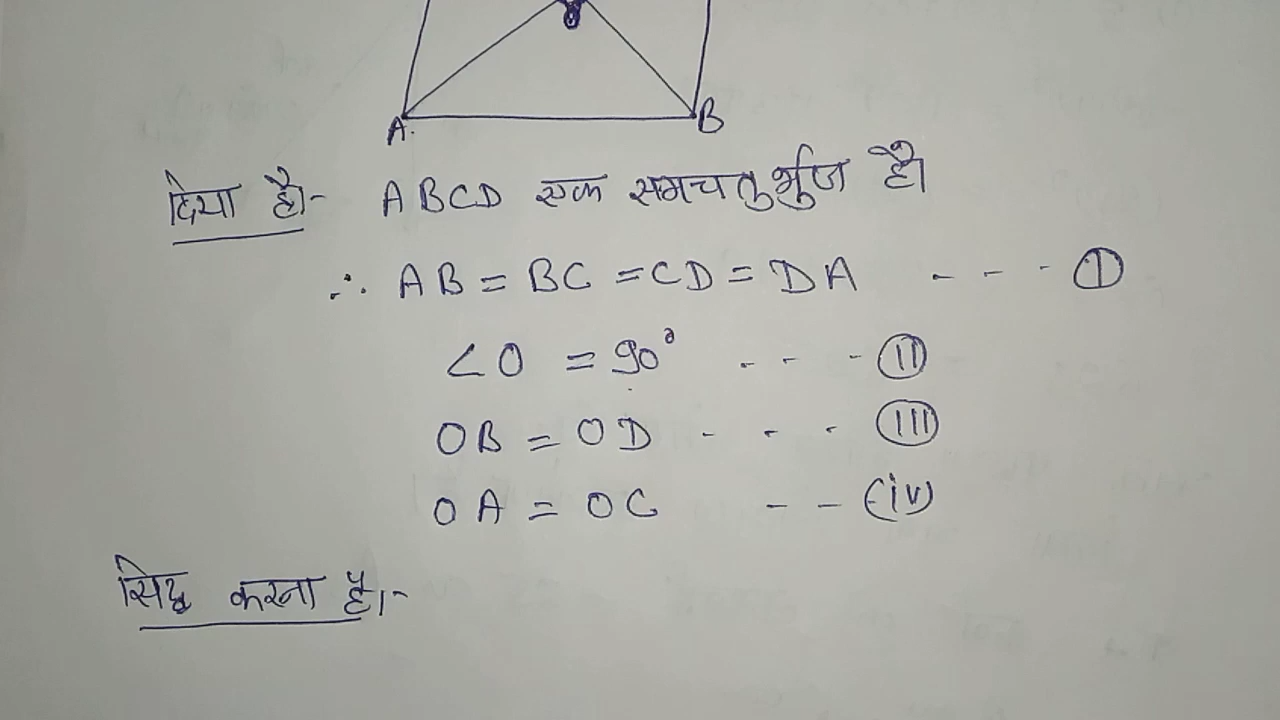 O
A. B
दिया है।- ABCD एक समचतुर्भुज है।
∴ AB = BC = CD = DA - - - (I)
<O = 90° - - - (II)
OB = OD - - - (III)
OA = OC - - (iv)
सिद्ध करना है।-